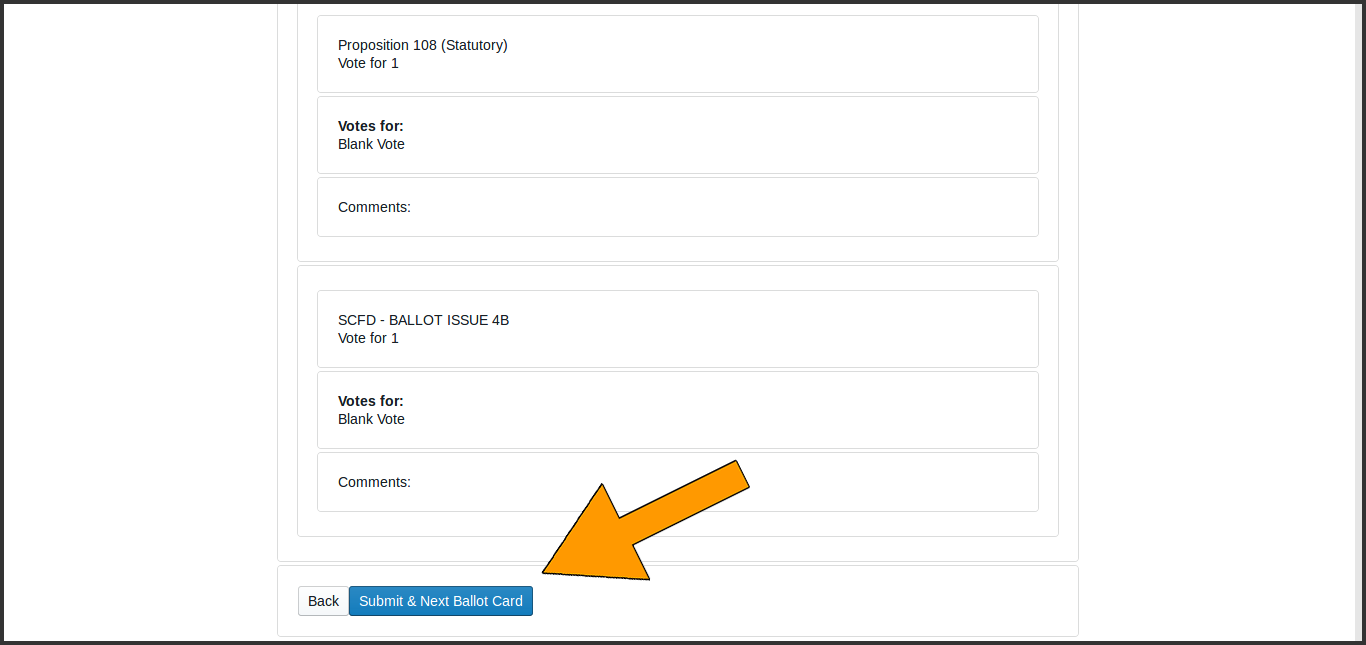 Proposition 108 (Statutory)
Vote for 1
Votes for:
Blank Vote
Comments:
SCFD - BALLOT ISSUE 4B
Vote for 1
Votes for:
Blank Vote
Comments:
Back
Submit & Next Ballot Card